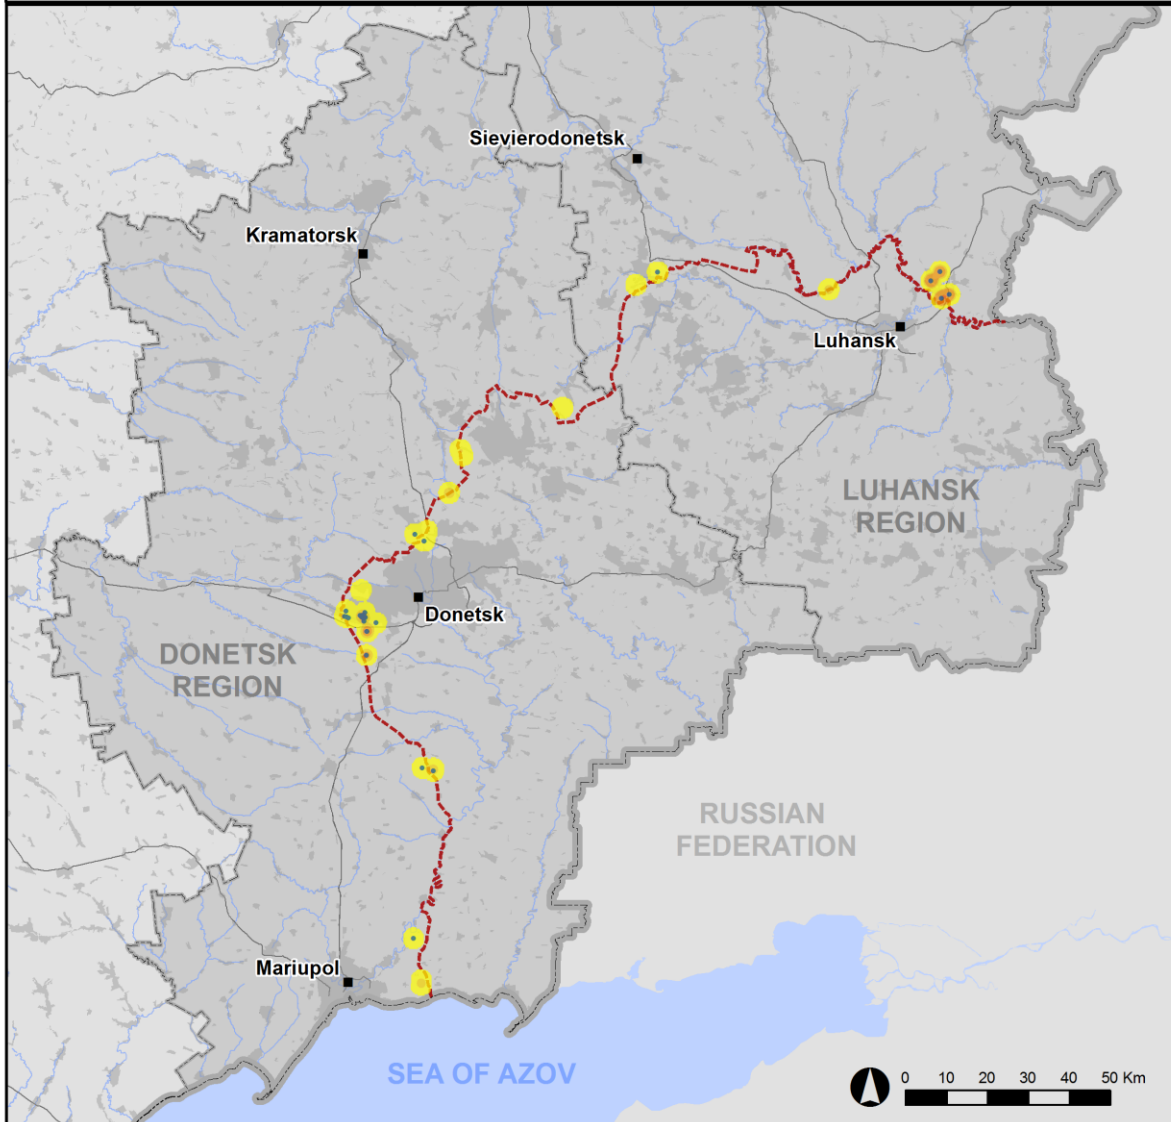 Sievierodonetsk
Kramatorsk
Luhansk
LUHANSK
REGION
Donetsk
DONETSK
REGION
RUSSIAN
FEDERATION
Mariupol
SEA OF AZOV
0 10 20 30 40 50 Km